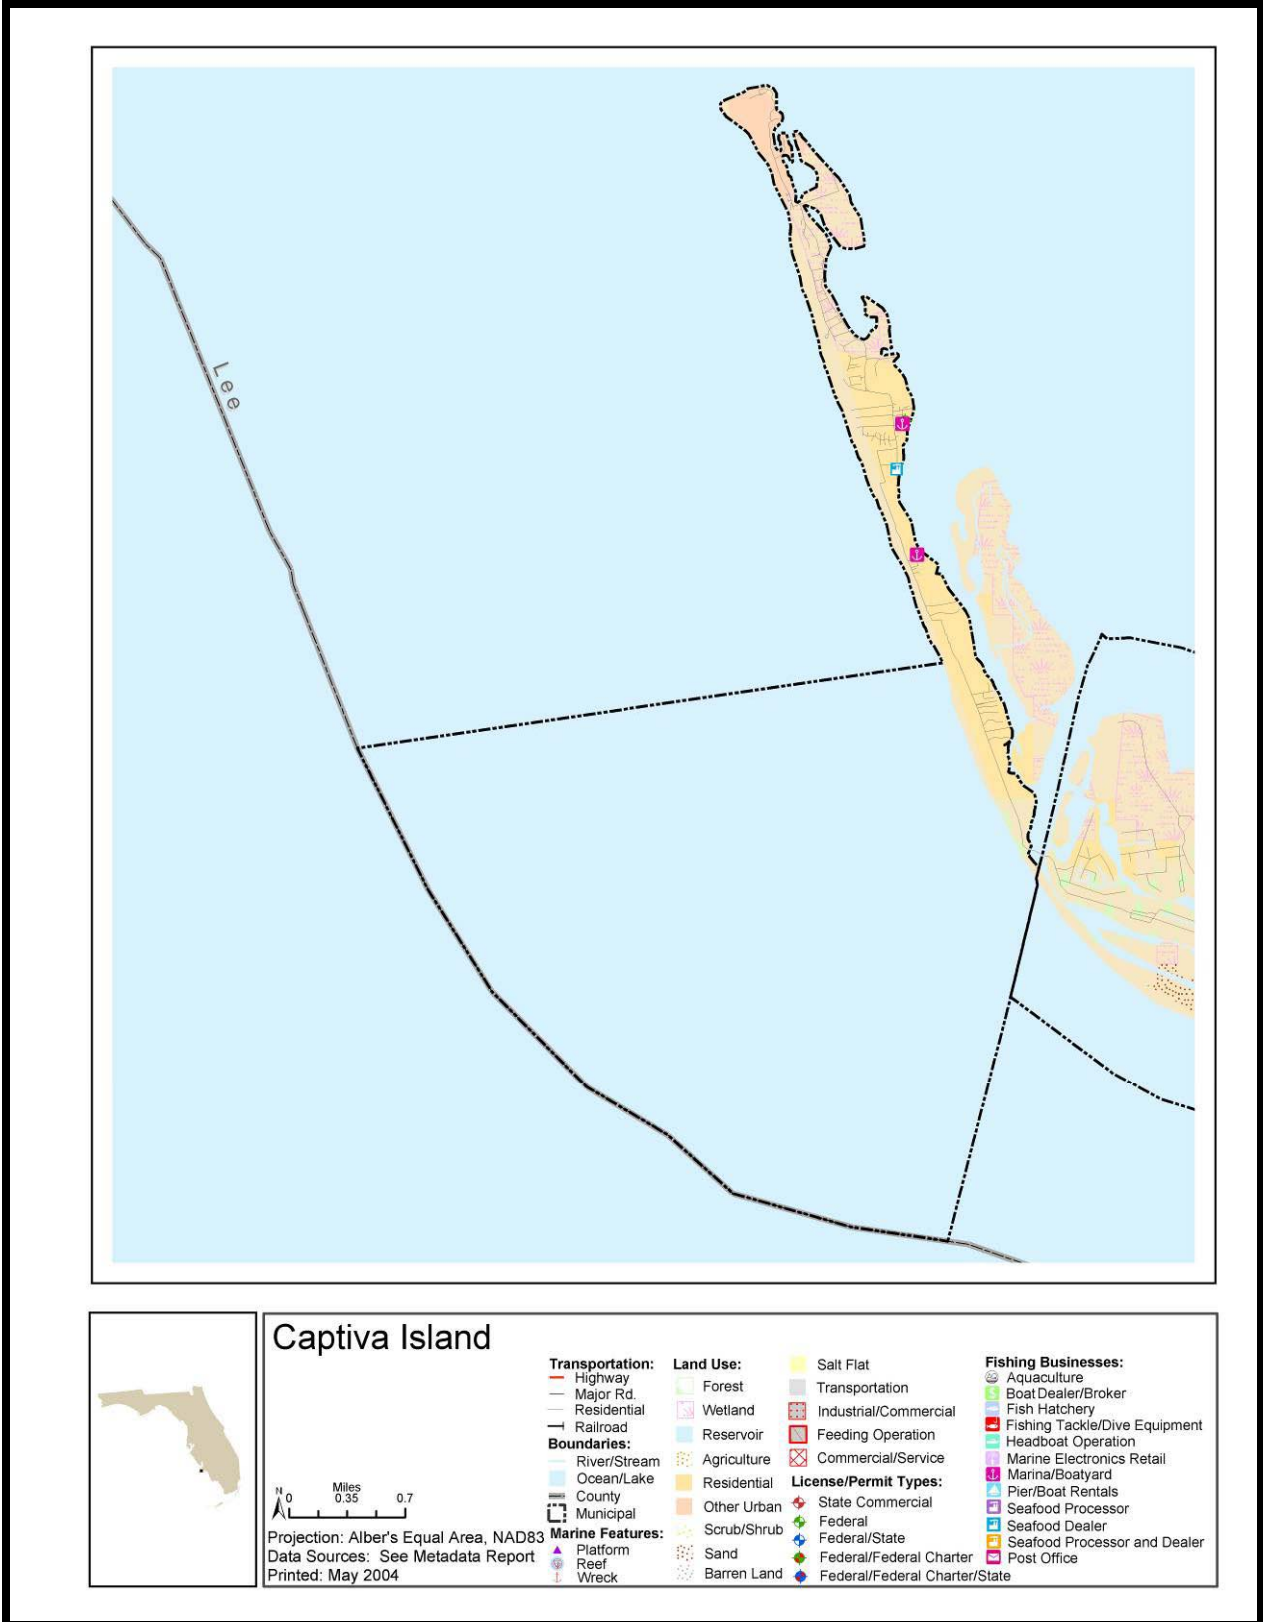 Lee
Captiva Island
N
Miles
0 0.35 0.7
Projection: Alber's Equal Area, NAD83
Data Sources: See Metadata Report
Printed: May 2004
Transportation:
Highway
Major Rd.
Residential
Railroad
Boundaries:
River/Stream
Ocean/Lake
County
Municipal
Marine Features:
Platform
Reef
Wreck
Land Use:
Forest
Wetland
Reservoir
Agriculture
Residential
Other Urban
Scrub/Shrub
Sand
Barren Land
Salt Flat
Transportation
Industrial/Commercial
Feeding Operation
Commercial/Service
License/Permit Types:
State Commercial
Federal
Federal/State
Federal/Federal Charter
Federal/Federal Charter/State
Fishing Businesses:
Aquaculture
Boat Dealer/Broker
Fish Hatchery
Fishing Tackle/Dive Equipment
Headboat Operation
Marine Electronics Retail
Marina/Boatyard
Pier/Boat Rentals
Seafood Processor
Seafood Dealer
Seafood Processor and Dealer
Post Office